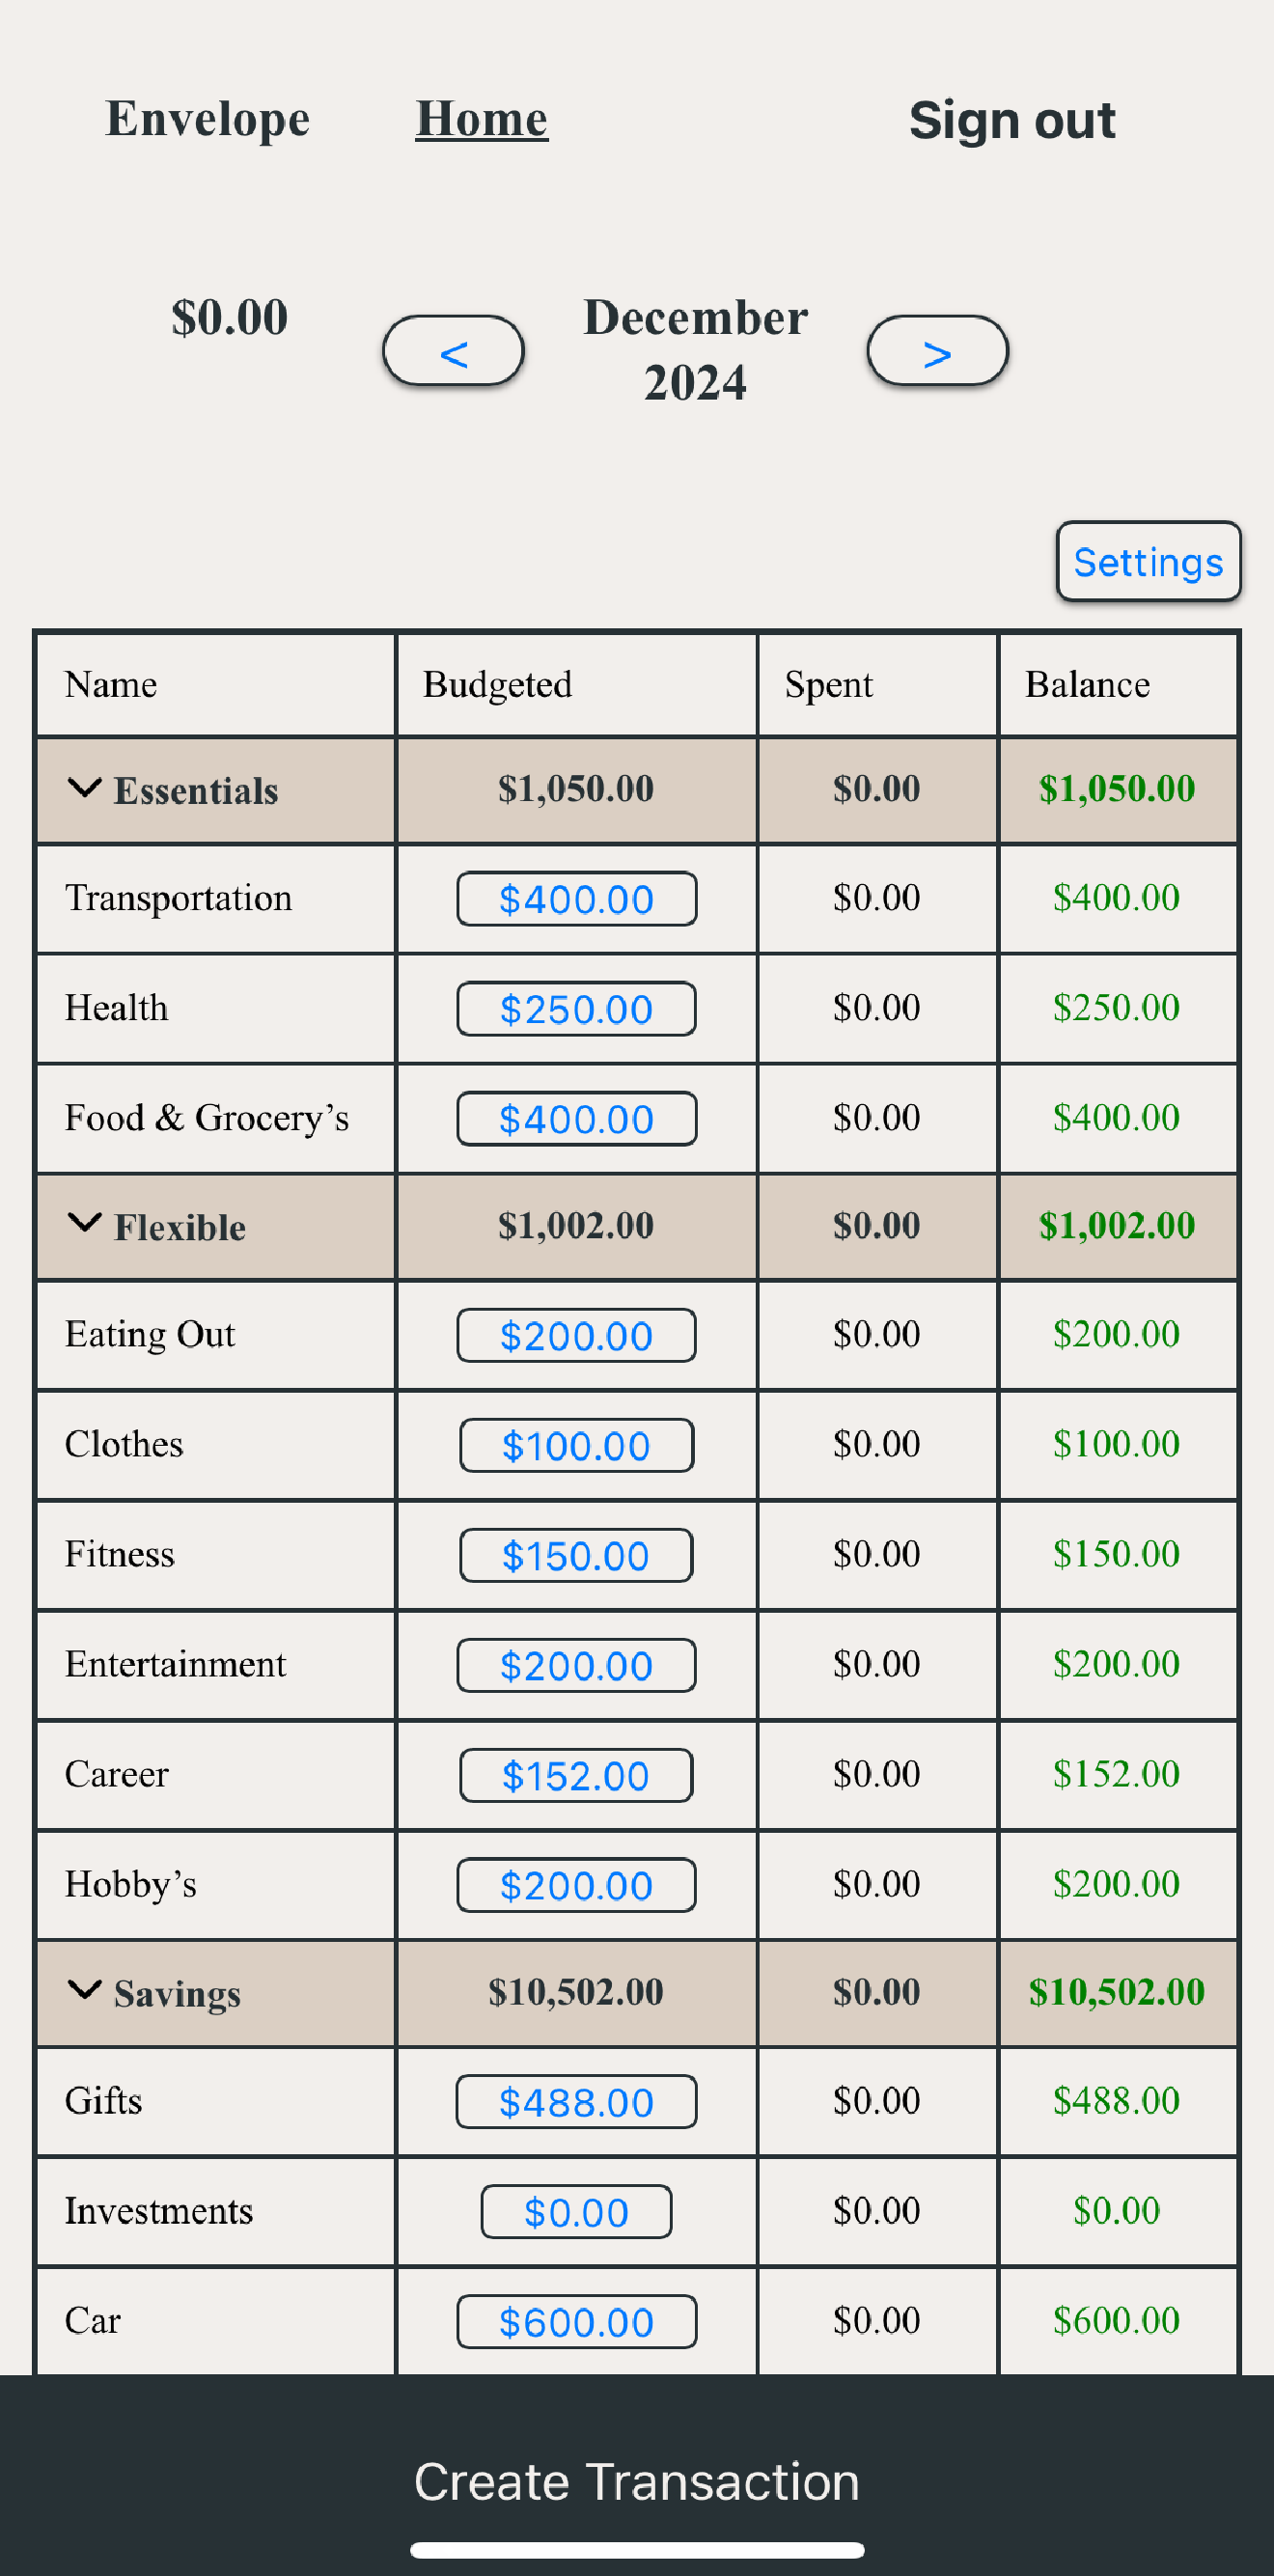 Envelope Home Sign out
$0.00 < December 2024 >
Settings
Name Budgeted Spent Balance
Essentials $1,050.00 $0.00 $1,050.00
Transportation $400.00 $0.00 $400.00
Health $250.00 $0.00 $250.00
Food & Grocery’s $400.00 $0.00 $400.00
Flexible $1,002.00 $0.00 $1,002.00
Eating Out $200.00 $0.00 $200.00
Clothes $100.00 $0.00 $100.00
Fitness $150.00 $0.00 $150.00
Entertainment $200.00 $0.00 $200.00
Career $152.00 $0.00 $152.00
Hobby’s $200.00 $0.00 $200.00
Savings $10,502.00 $0.00 $10,502.00
Gifts $488.00 $0.00 $488.00
Investments $0.00 $0.00 $0.00
Car $600.00 $0.00 $600.00
Create Transaction